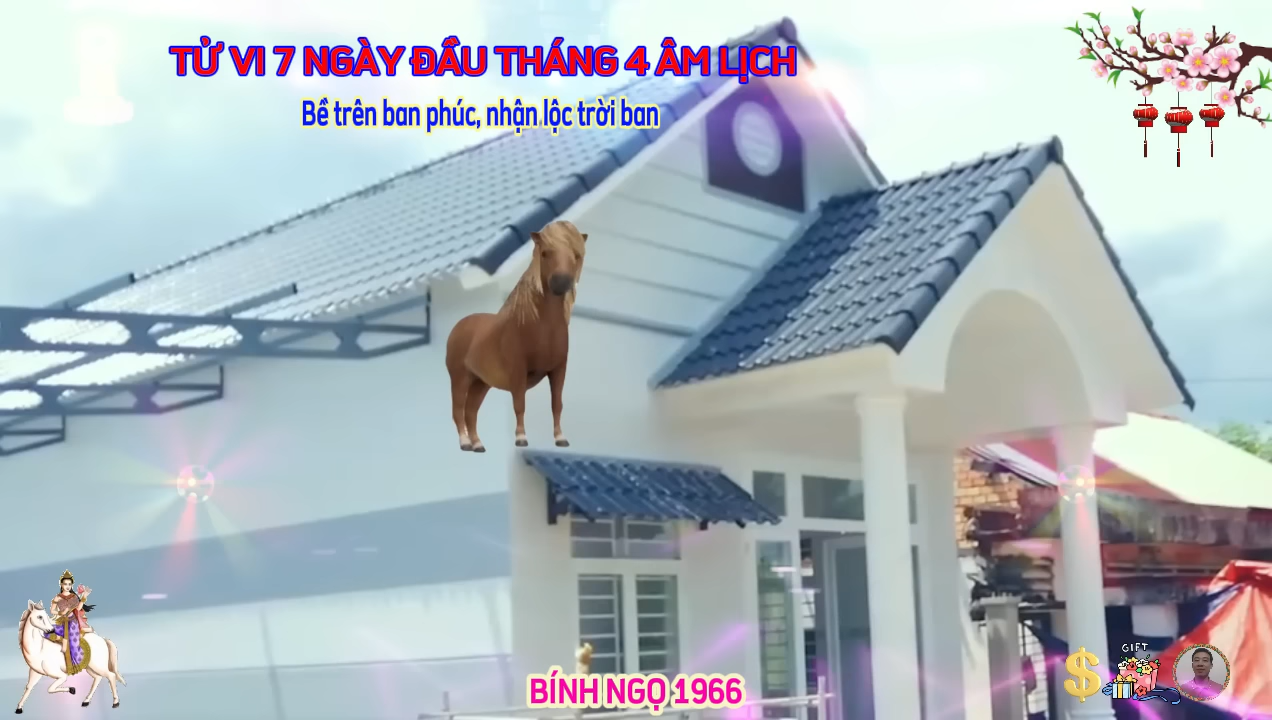 TỬ VI 7 NGÀY ĐẦU THÁNG 4 ÂM LỊCH
Bề trên ban phúc, nhận lộc trời ban
GIFT
$
BÍNH NGỌ 1966